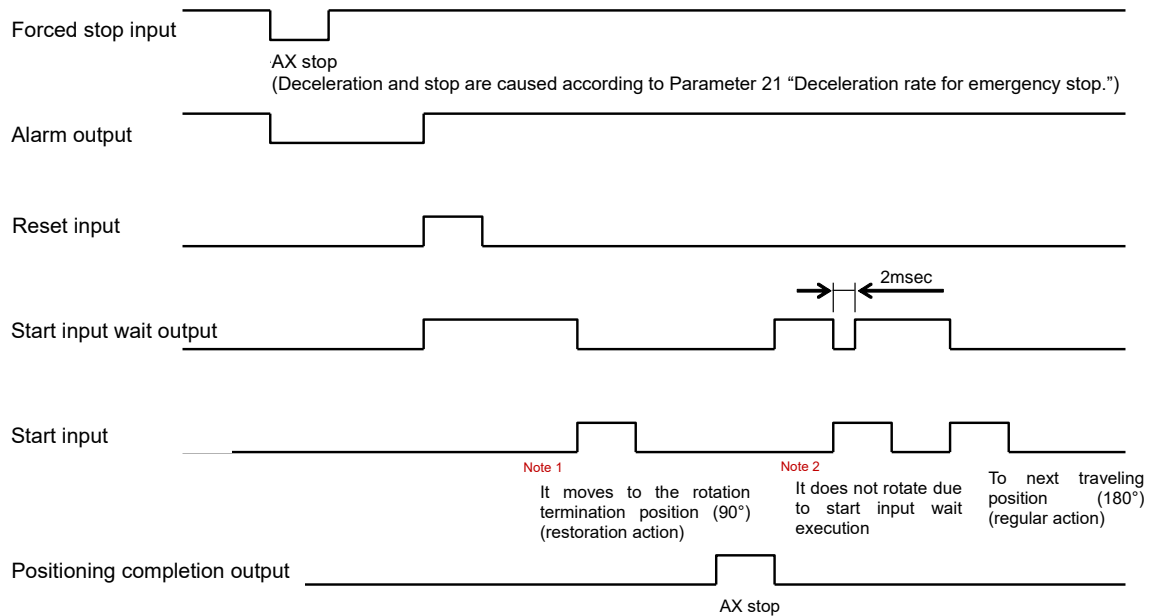 Forced stop input
AX stop
(Deceleration and stop are caused according to Parameter 21 “Deceleration rate for emergency stop.”)
Alarm output
Reset input
2msec
Start input wait output
Start input
Note 1
It moves to the rotation
termination position (90°)
(restoration action)
Note 2
It does not rotate due
to start input wait
execution
To next traveling
position (180°)
(regular action)
Positioning completion output
AX stop